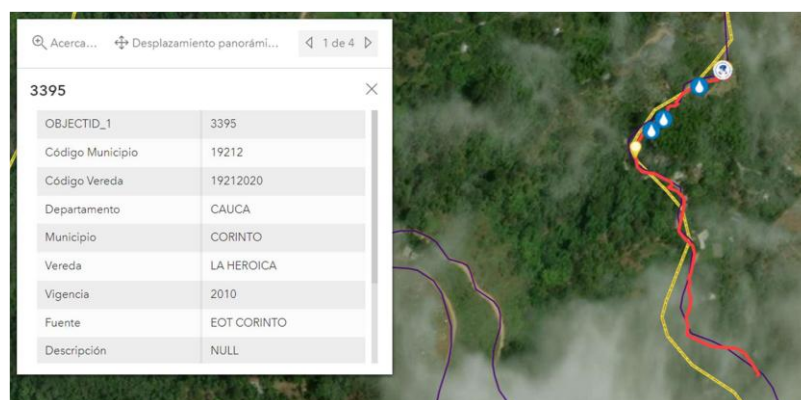 Acerca... Desplazamiento panorámi... 1 de 4
3395
OBJECTID_1 3395
Código Municipio 19212
Código Vereda 19212020
Departamento CAUCA
Municipio CORINTO
Vereda LA HEROICA
Vigencia 2010
Fuente EOT CORINTO
Descripción NULL